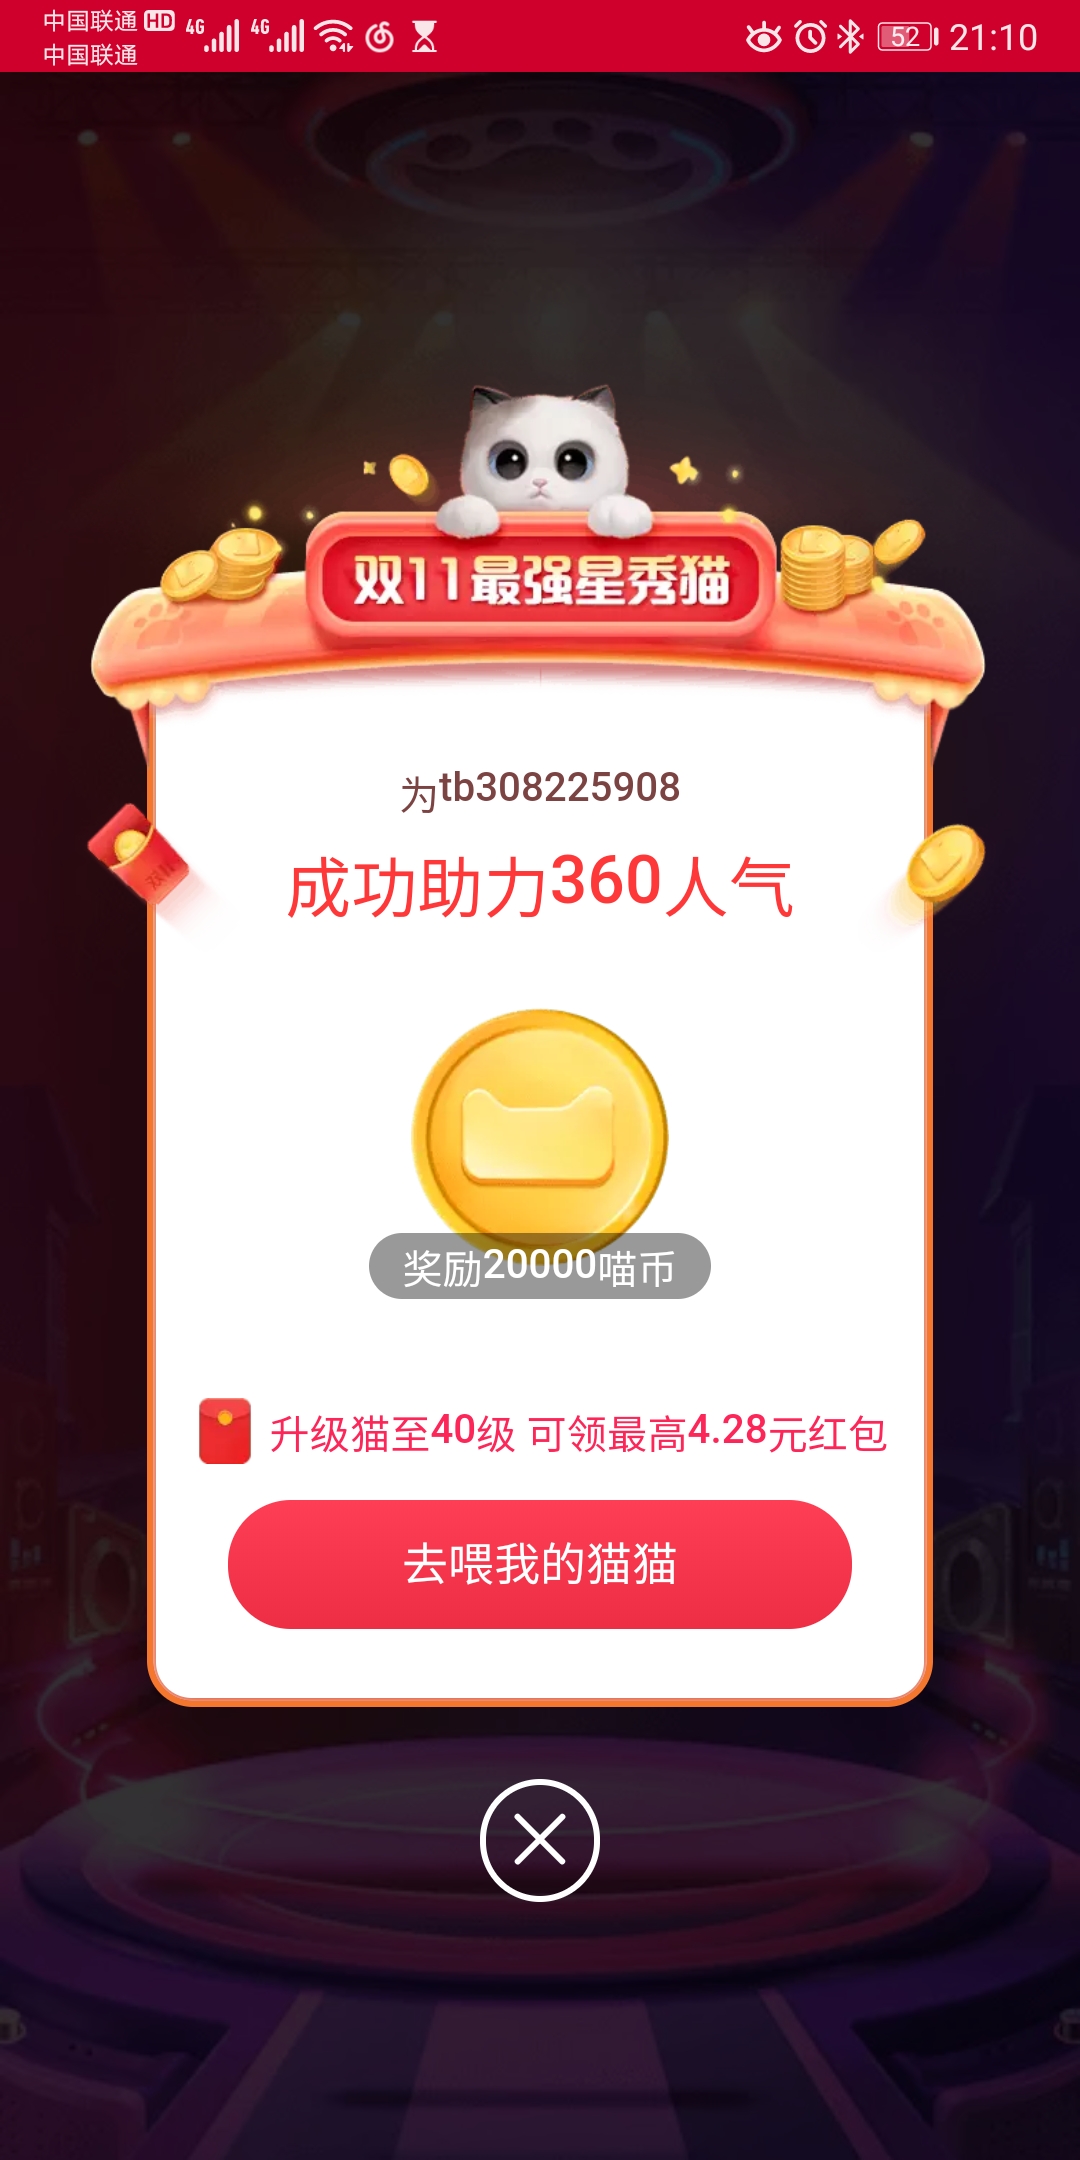 中国联通 HD 4G 4G 52 21:10
中国联通
双11最强星秀猫
为tb308225908
成功助力360人气
奖励20000喵币
升级猫至40级 可领最高4.28元红包
去喂我的猫猫
双11